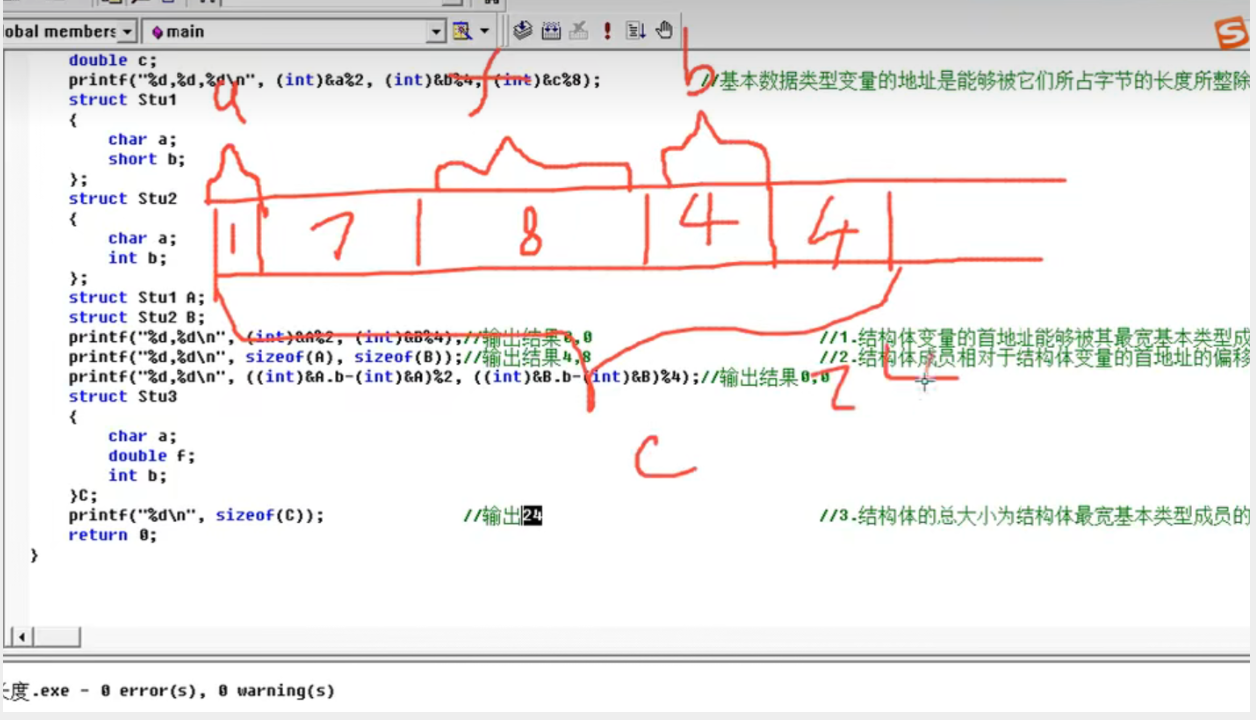 obal members
main
double c;
printf("%d,%d,%d\n", (int)&a%2, (int)&b%4, (int)&c%8); //基本数据类型变量的地址是能够被它们所占字节的长度所整除
struct Stu1
{
char a;
short b;
};
struct Stu2
{
char a;
int b;
};
struct Stu1 A;
struct Stu2 B;
printf("%d,%d\n", (int)&A%2, (int)&B%4);//输出结果0,0 //1.结构体变量的首地址能够被其最宽基本类型成
printf("%d,%d\n", sizeof(A), sizeof(B));//输出结果4,8 //2.结构体成员相对于结构体变量的首地址的偏移
printf("%d,%d\n", ((int)&A.b-(int)&A)%2, ((int)&B.b-(int)&B)%4);//输出结果0,0
struct Stu3
{
char a;
double f;
int b;
}C;
printf("%d\n", sizeof(C)); //输出24 //3.结构体的总大小为结构体最宽基本类型成员的
return 0;
}
a f b
1 7 8 4 4
C
24
长度.exe - 0 error(s), 0 warning(s)